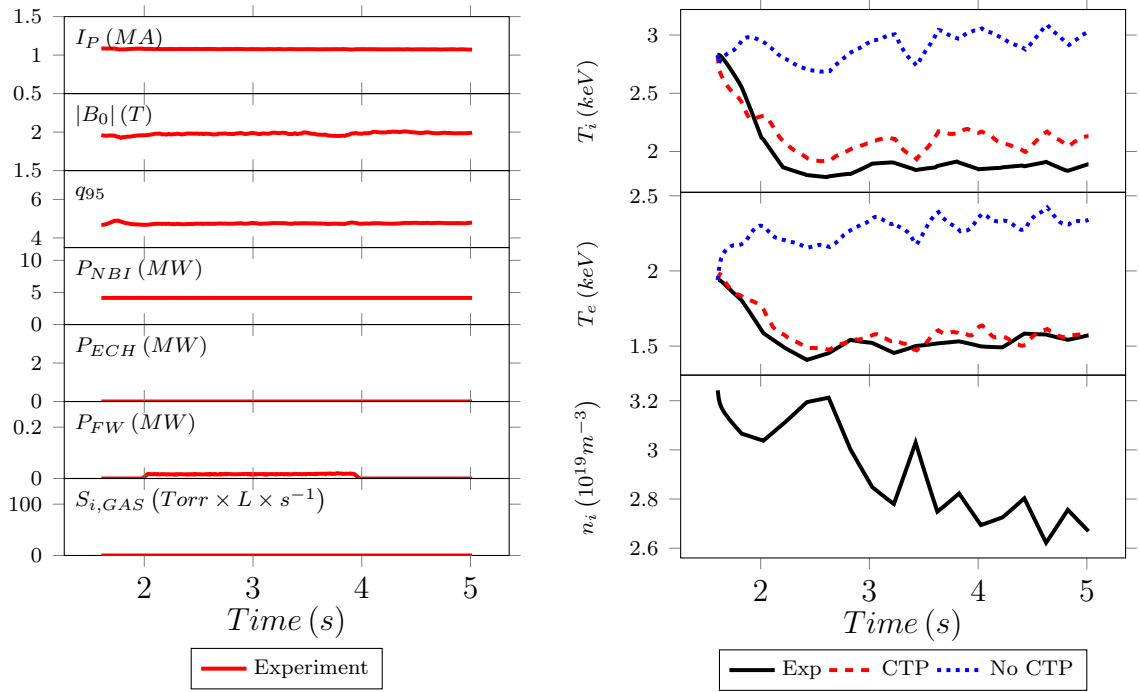 1.5
I_P (MA)
1
0.5
|B_0| (T)
2
1.5
q_95
6
4
10
P_NBI (MW)
5
0
P_ECH (MW)
2
0
P_FW (MW)
0.2
0
S_i,GAS (Torr × L × s^−1)
100
0
2 3 4 5
Time (s)
Experiment
3
2.5
2
T_i (keV)
2.5
2
1.5
T_e (keV)
3.2
3
2.8
2.6
n_i (10^19 m^−3)
2 3 4 5
Time (s)
Exp CTP No CTP